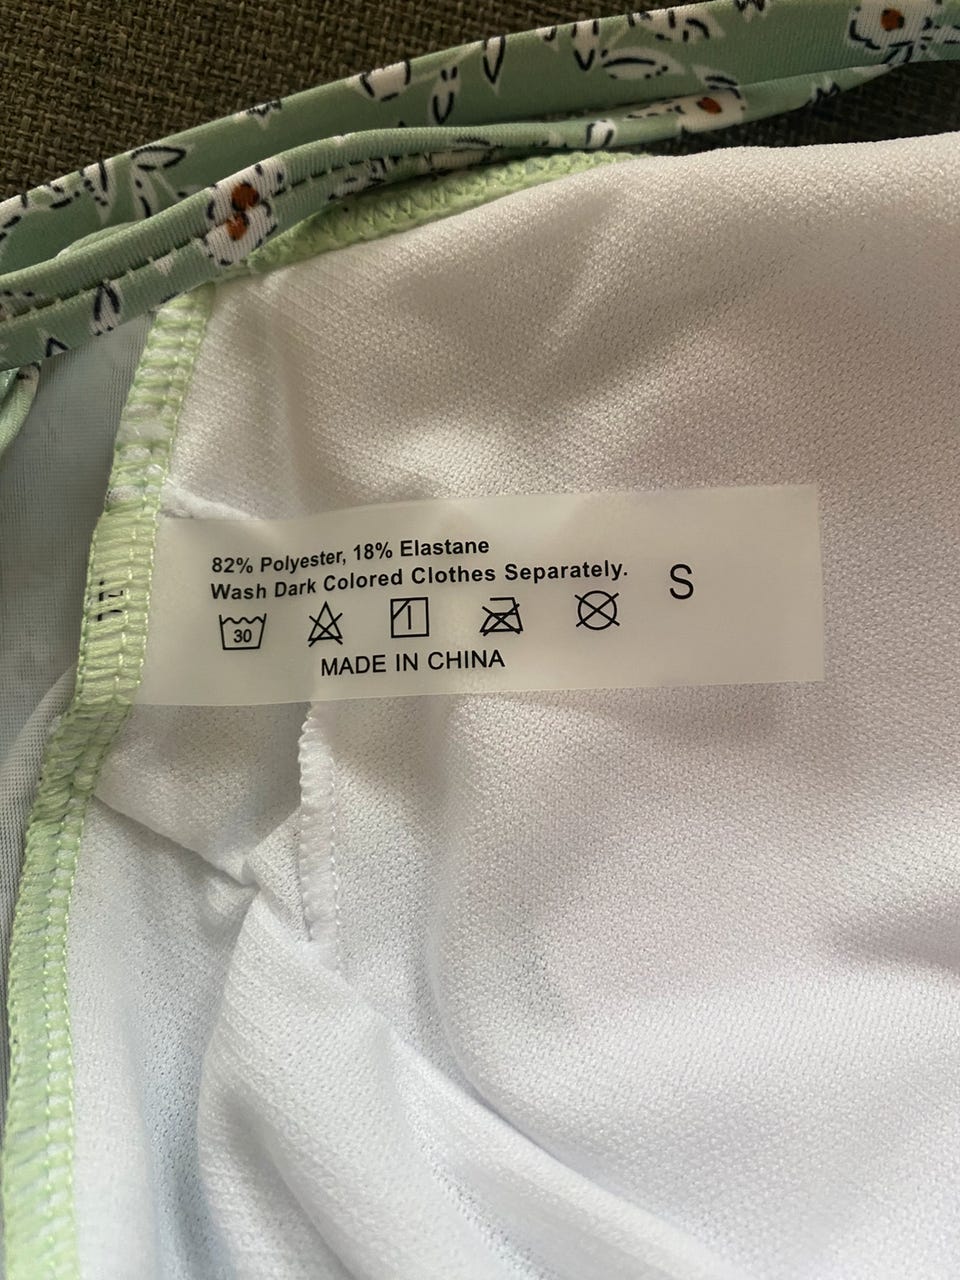 82% Polyester, 18% Elastane
Wash Dark Colored Clothes Separately.
S
30
MADE IN CHINA